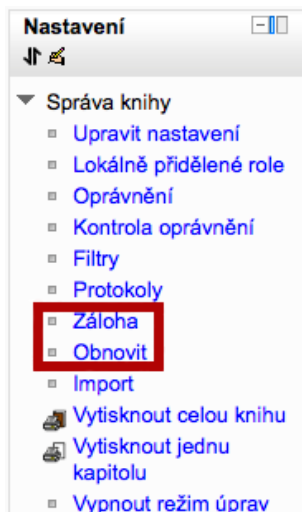 Nastavení
Správa knihy
Upravit nastavení
Lokálně přidělené role
Oprávnění
Kontrola oprávnění
Filtry
Protokoly
Záloha
Obnovit
Import
Vytisknout celou knihu
Vytisknout jednu
kapitolu
Vypnout režim úprav